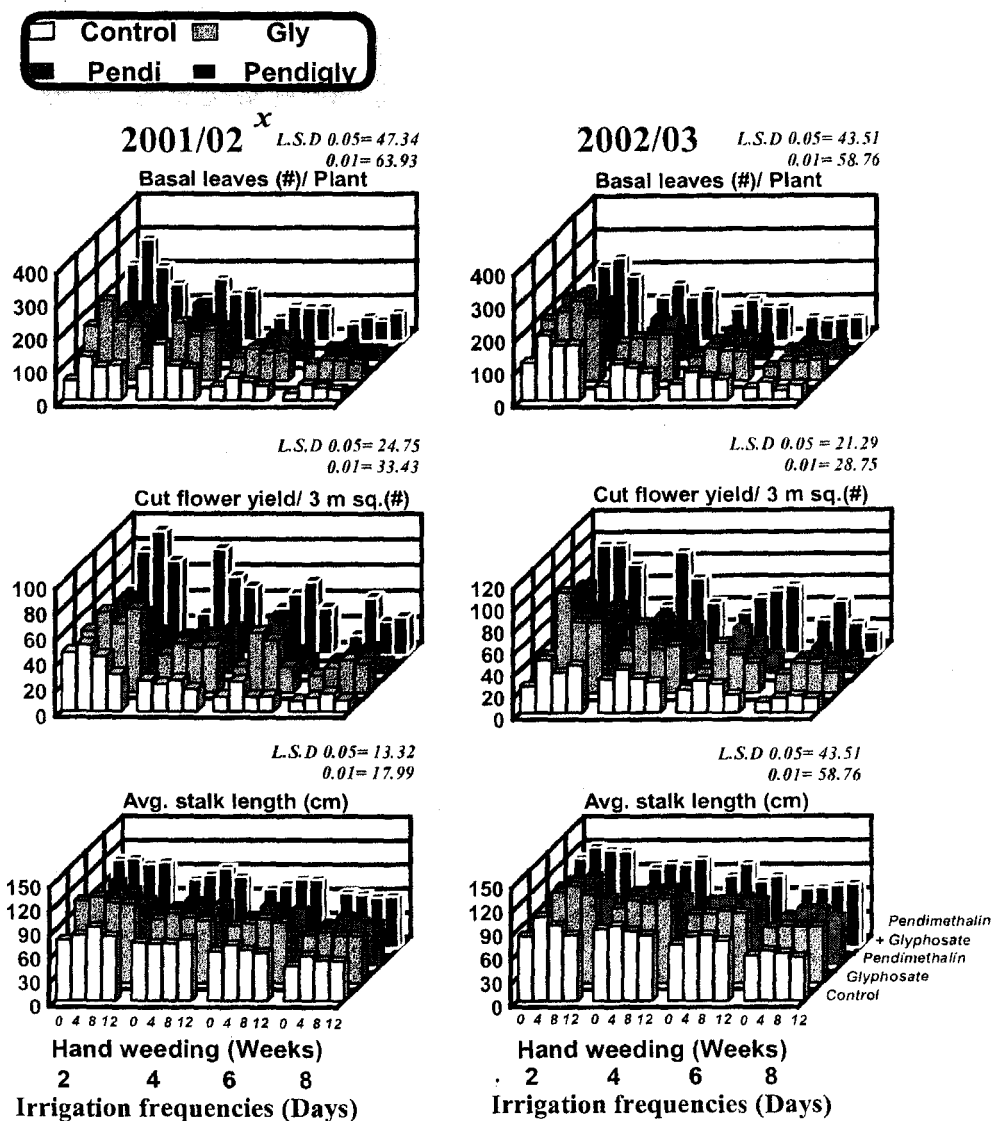 Control Gly
Pendi Pendigly
2001/02 x
L.S.D 0.05= 47.34
0.01= 63.93
Basal leaves (#)/ Plant
400
300
200
100
0
2002/03
L.S.D 0.05= 43.51
0.01= 58.76
Basal leaves (#)/ Plant
400
300
200
100
0
L.S.D 0.05= 24.75
0.01= 33.43
Cut flower yield/ 3 m sq.(#)
100
80
60
40
20
0
L.S.D 0.05 = 21.29
0.01= 28.75
Cut flower yield/ 3 m sq.(#)
120
100
80
60
40
20
0
L.S.D 0.05= 13.32
0.01= 17.99
Avg. stalk length (cm)
150
120
90
60
30
0
0 4 8 12 0 4 8 12 0 4 8 12 0 4 8 12
Hand weeding (Weeks)
2 4 6 8
Irrigation frequencies (Days)
L.S.D 0.05= 43.51
0.01= 58.76
Avg. stalk length (cm)
150
120
90
60
30
0
Pendimethalin
+ Glyphosate
Pendimethalin
Glyphosate
Control
0 4 8 12 0 4 8 12 0 4 8 12 0 4 8 12
Hand weeding (Weeks)
2 4 6 8
Irrigation frequencies (Days)